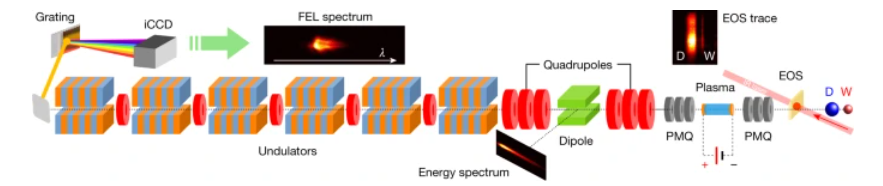 Grating
iCCD
FEL spectrum
λ
EOS trace
D W
Quadrupoles
Plasma
EOS
D W
Undulators
Dipole
PMQ
PMQ
Energy spectrum
+ −